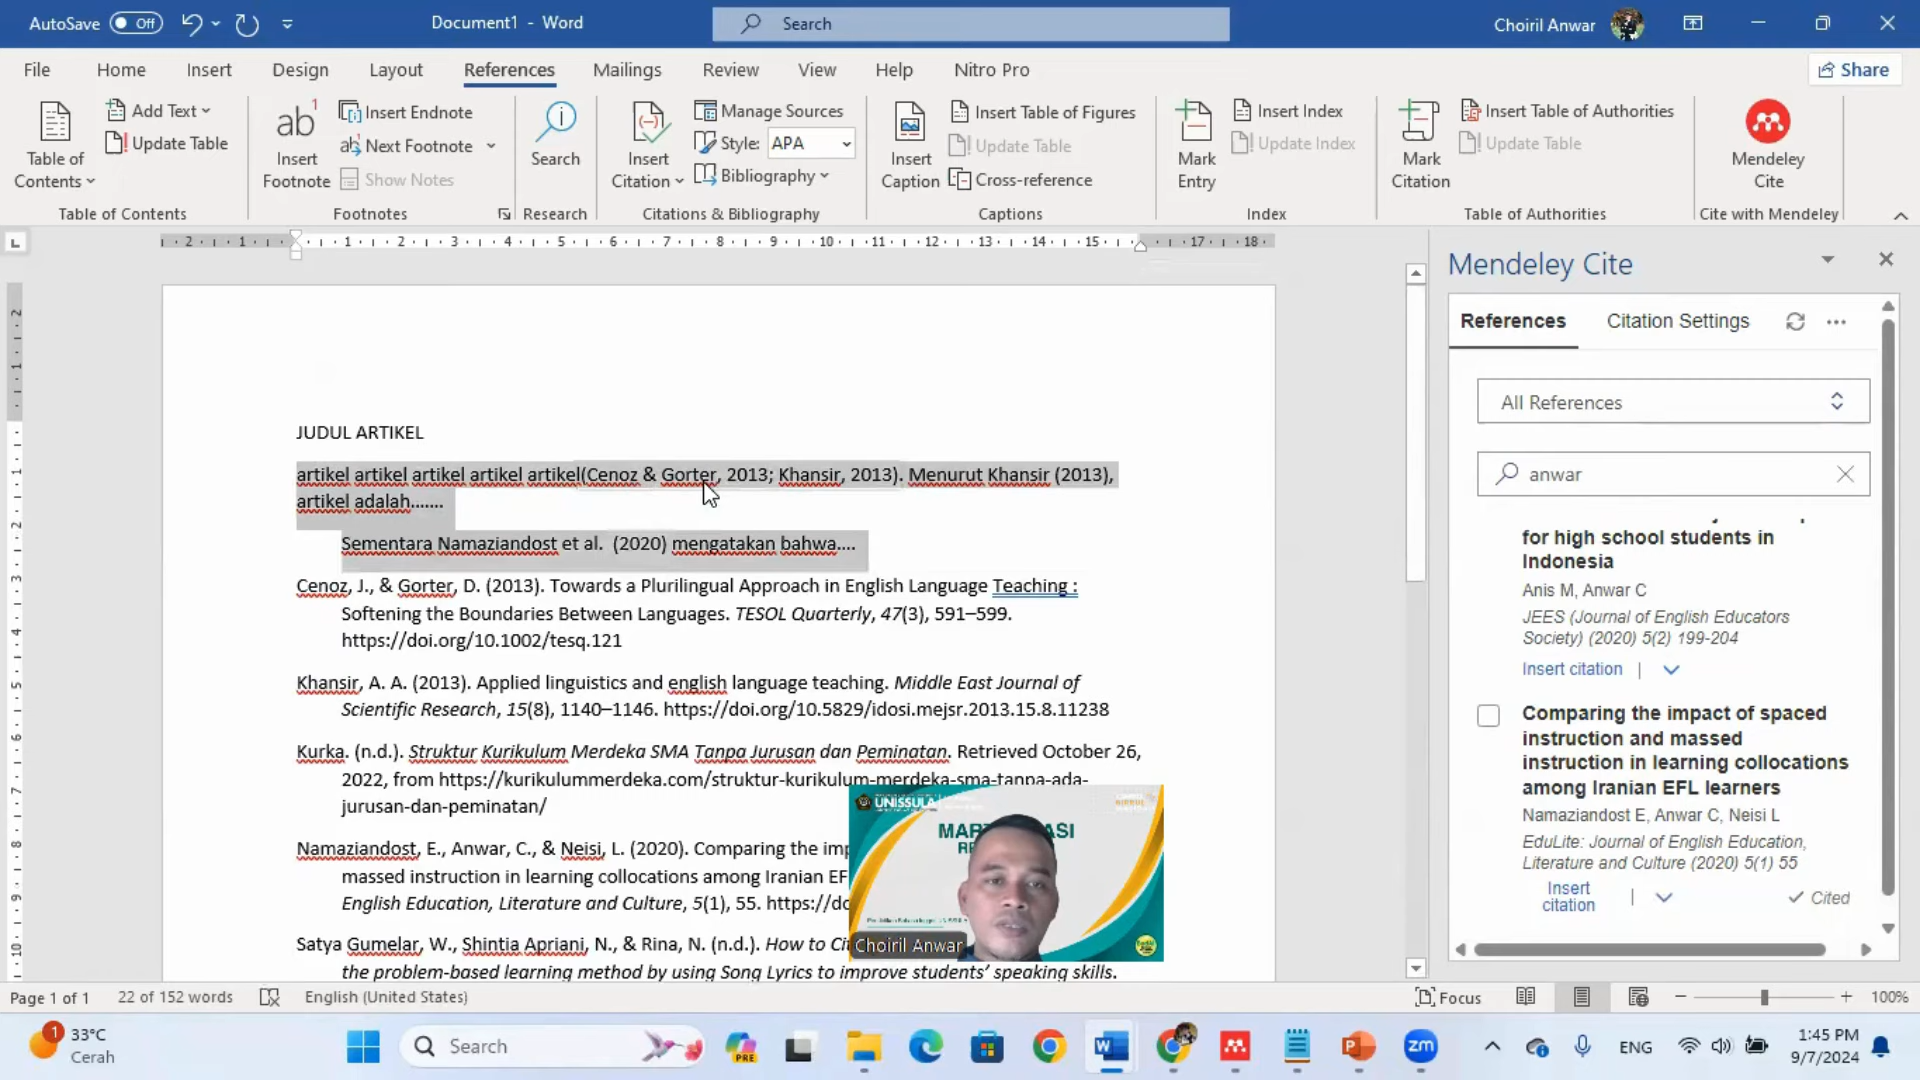 AutoSave Off
Document1 - Word
Search
Choiril Anwar
File Home Insert Design Layout References Mailings Review View Help Nitro Pro
Share
Table of Contents
Add Text
Update Table
Table of Contents
ab1
Insert Footnote
Insert Endnote
Next Footnote
Show Notes
Footnotes
Search
Research
Insert Citation
Manage Sources
Style: APA
Bibliography
Citations & Bibliography
Insert Caption
Insert Table of Figures
Update Table
Cross-reference
Captions
Mark Entry
Insert Index
Update Index
Index
Mark Citation
Insert Table of Authorities
Update Table
Table of Authorities
Mendeley Cite
Cite with Mendeley
JUDUL ARTIKEL
artikel artikel artikel artikel artikel(Cenoz & Gorter, 2013; Khansir, 2013). Menurut Khansir (2013),
artikel adalah.......
Sementara Namaziandost et al.  (2020) mengatakan bahwa....
Cenoz, J., & Gorter, D. (2013). Towards a Plurilingual Approach in English Language Teaching :
Softening the Boundaries Between Languages. TESOL Quarterly, 47(3), 591–599.
https://doi.org/10.1002/tesq.121
Khansir, A. A. (2013). Applied linguistics and english language teaching. Middle East Journal of
Scientific Research, 15(8), 1140–1146. https://doi.org/10.5829/idosi.mejsr.2013.15.8.11238
Kurka. (n.d.). Struktur Kurikulum Merdeka SMA Tanpa Jurusan dan Peminatan. Retrieved October 26,
2022, from https://kurikulummerdeka.com/struktur-kurikulum-merdeka-sma-tanpa-ada-
jurusan-dan-peminatan/
Namaziandost, E., Anwar, C., & Neisi, L. (2020). Comparing the
massed instruction in learning collocations among Iranian
English Education, Literature and Culture, 5(1), 55.
Satya Gumelar, W., Shintia Apriani, N., & Rina, N. (n.d.). How to
the problem-based learning method by using Song Lyrics to improve students' speaking skills.
UNISSULA
Choiril Anwar
Mendeley Cite
References
Citation Settings
All References
anwar
for high school students in
Indonesia
Anis M, Anwar C
JEES (Journal of English Educators
Society) (2020) 5(2) 199-204
Insert citation |
Comparing the impact of spaced
instruction and massed
instruction in learning collocations
among Iranian EFL learners
Namaziandost E, Anwar C, Neisi L
EduLite: Journal of English Education,
Literature and Culture (2020) 5(1) 55
Insert citation | Cited
Page 1 of 1
22 of 152 words
English (United States)
Focus
100%
1
33°C
Cerah
Search
PRE
zm
ENG
1:45 PM
9/7/2024